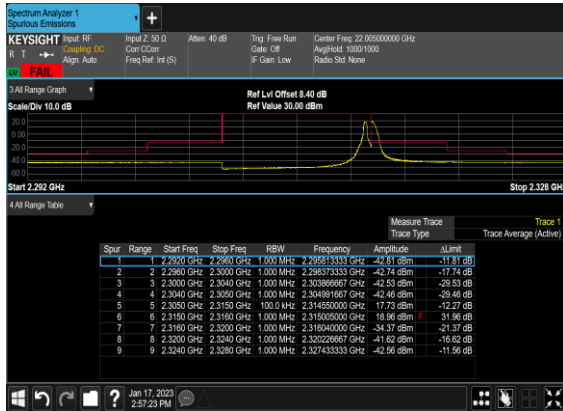 Spectrum Analyzer 1
Spurious Emissions
+
KEYSIGHT Input: RF Input Z: 50 Ω Atten: 40 dB Trig: Free Run Center Freq: 22.005000000 GHz
R T Coupling: DC Corr CCorr Gate: Off Avg|Hold: 1000/1000
Align: Auto Freq Ref: Int (S) IF Gain: Low Radio Std: None
FAIL
3 All Range Graph
Ref Lvl Offset 8.40 dB
Scale/Div 10.0 dB Ref Value 30.00 dBm
20.0
0.00
-20.0
-40.0
-60.0
Start 2.292 GHz Stop 2.328 GH
4 All Range Table
Measure Trace Trace 1
Trace Type Trace Average (Active)
Spur Range Start Freq Stop Freq RBW Frequency Amplitude ΔLimit
1 1 2.2920 GHz 2.2960 GHz 1.000 MHz 2.295813333 GHz -42.81 dBm -11.81 dB
2 2 2.2960 GHz 2.3000 GHz 1.000 MHz 2.298373333 GHz -42.74 dBm -17.74 dB
3 3 2.3000 GHz 2.3040 GHz 1.000 MHz 2.303866667 GHz -42.53 dBm -29.53 dB
4 4 2.3040 GHz 2.3050 GHz 1.000 MHz 2.304991667 GHz -42.46 dBm -29.46 dB
5 5 2.3050 GHz 2.3150 GHz 100.0 kHz 2.314550000 GHz 17.73 dBm -12.27 dB
6 6 2.3150 GHz 2.3160 GHz 1.000 MHz 2.315005000 GHz 18.96 dBm F 31.96 dB
7 7 2.3160 GHz 2.3200 GHz 1.000 MHz 2.316040000 GHz -34.37 dBm -21.37 dB
8 8 2.3200 GHz 2.3240 GHz 1.000 MHz 2.320226667 GHz -41.62 dBm -16.62 dB
9 9 2.3240 GHz 2.3280 GHz 1.000 MHz 2.327433333 GHz -42.56 dBm -11.56 dB
? Jan 17, 2023
2:57:23 PM